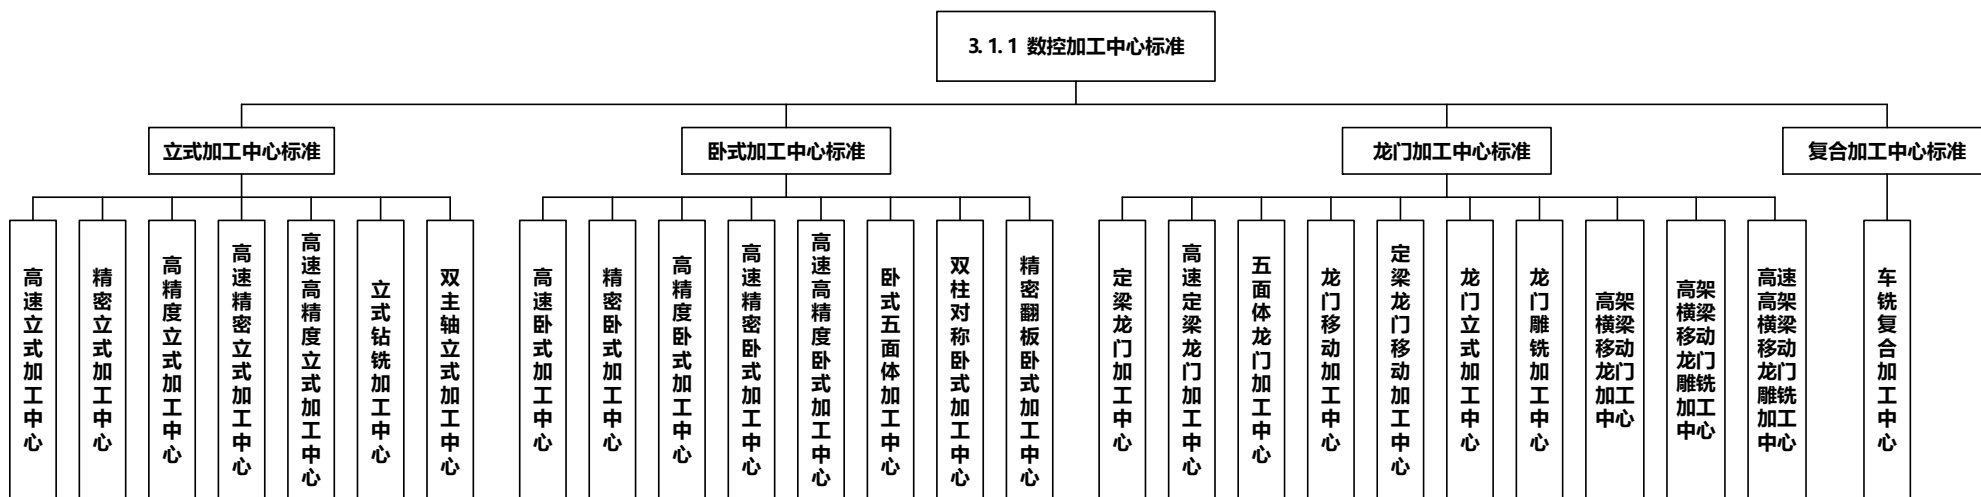 3.1.1 数控加工中心标准
立式加工中心标准
卧式加工中心标准
龙门加工中心标准
复合加工中心标准
高速立式加工中心
精密立式加工中心
高精度立式加工中心
高速精密立式加工中心
高速高精度立式加工中心
立式钻铣加工中心
双主轴立式加工中心
高速卧式加工中心
精密卧式加工中心
高精度卧式加工中心
高速精密卧式加工中心
高速高精度卧式加工中心
卧式五面体加工中心
双柱对称卧式加工中心
精密翻板卧式加工中心
定梁龙门加工中心
高速定梁龙门加工中心
五面体龙门加工中心
龙门移动加工中心
定梁龙门移动加工中心
龙门立式加工中心
龙门雕铣加工中心
高架横梁移动龙门加工中心
高架横梁移动龙门雕铣加工中心
高速高架横梁移动龙门雕铣加工中心
车铣复合加工中心